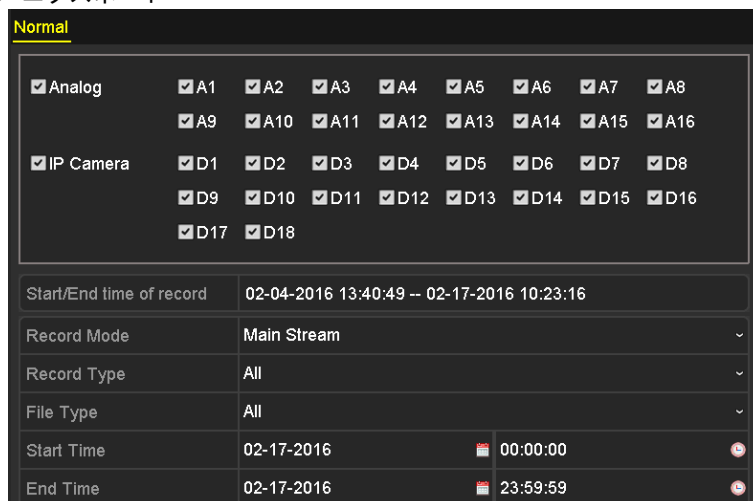 Normal
Analog A1 A2 A3 A4 A5 A6 A7 A8
A9 A10 A11 A12 A13 A14 A15 A16
IP Camera D1 D2 D3 D4 D5 D6 D7 D8
D9 D10 D11 D12 D13 D14 D15 D16
D17 D18
Start/End time of record 02-04-2016 13:40:49 -- 02-17-2016 10:23:16
Record Mode Main Stream
Record Type All
File Type All
Start Time 02-17-2016 00:00:00
End Time 02-17-2016 23:59:59